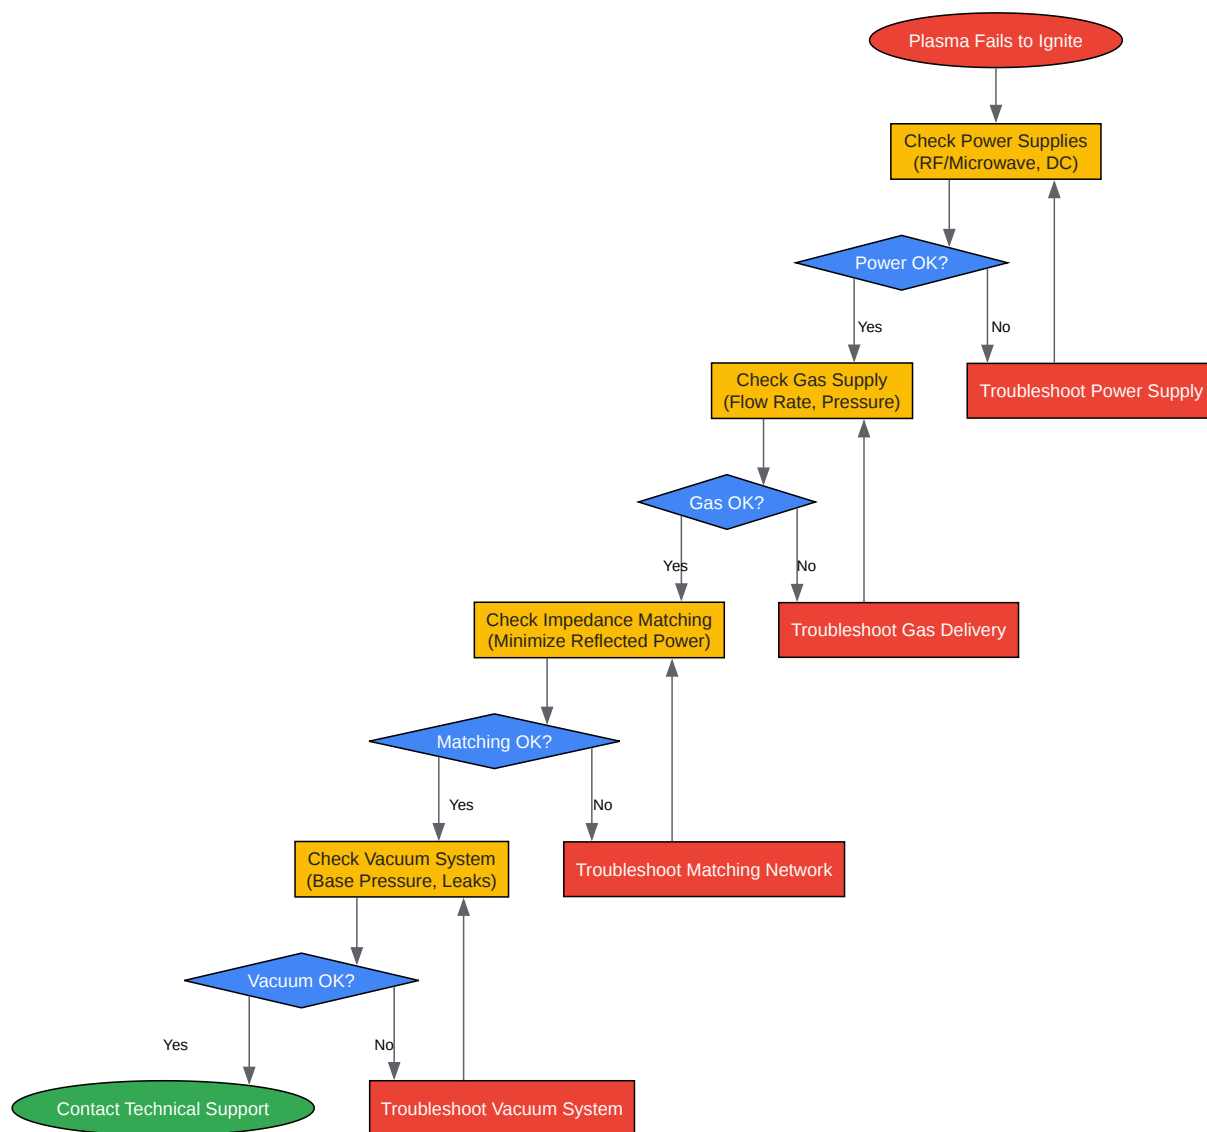 Plasma Fails to Ignite
Check Power Supplies
(RF/Microwave, DC)
Power OK?
Yes
No
Check Gas Supply
(Flow Rate, Pressure)
Troubleshoot Power Supply
Gas OK?
Yes
No
Check Impedance Matching
(Minimize Reflected Power)
Troubleshoot Gas Delivery
Matching OK?
Yes
No
Check Vacuum System
(Base Pressure, Leaks)
Troubleshoot Matching Network
Vacuum OK?
Yes
No
Contact Technical Support
Troubleshoot Vacuum System